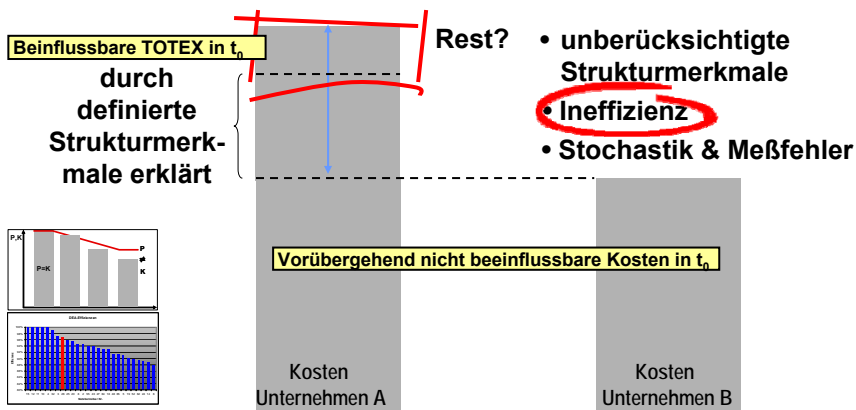 Beinflussbare TOTEX in t0
durch
definierte
Strukturmerk-
male erklärt
Rest?
• unberücksichtigte
Strukturmerkmale
• Ineffizienz
• Stochastik & Meßfehler
Vorübergehend nicht beeinflussbare Kosten in t0
P,K
P
≠
K
P=K
Kosten
Unternehmen A
Kosten
Unternehmen B